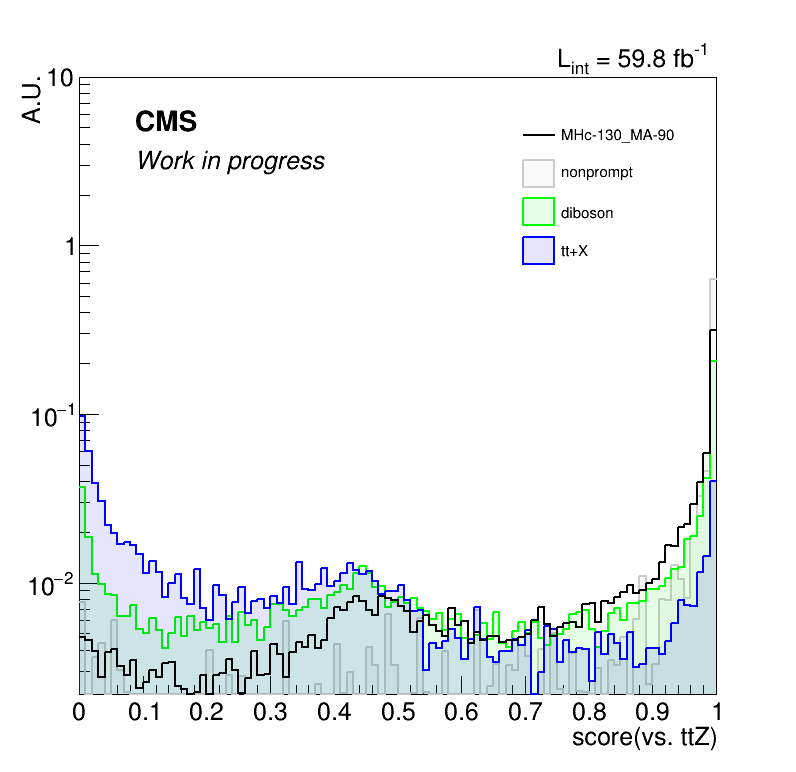 L_int = 59.8 fb⁻¹
A.U.
CMS
Work in progress
MHc-130_MA-90
nonprompt
diboson
tt+X
10
1
10⁻¹
10⁻²
0 0.1 0.2 0.3 0.4 0.5 0.6 0.7 0.8 0.9 1
score(vs. ttZ)